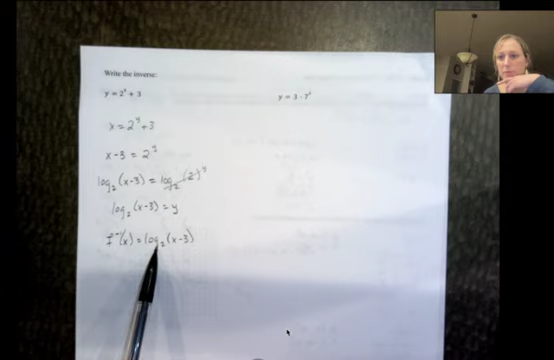 Write the inverse:
y = 2ˣ + 3
y = 3 · 7ˣ
x = 2ʸ + 3
x - 3 = 2ʸ
log₂(x-3) = log₂(2)ʸ
log₂(x-3) = y
f⁻¹(x) = log₂(x-3)